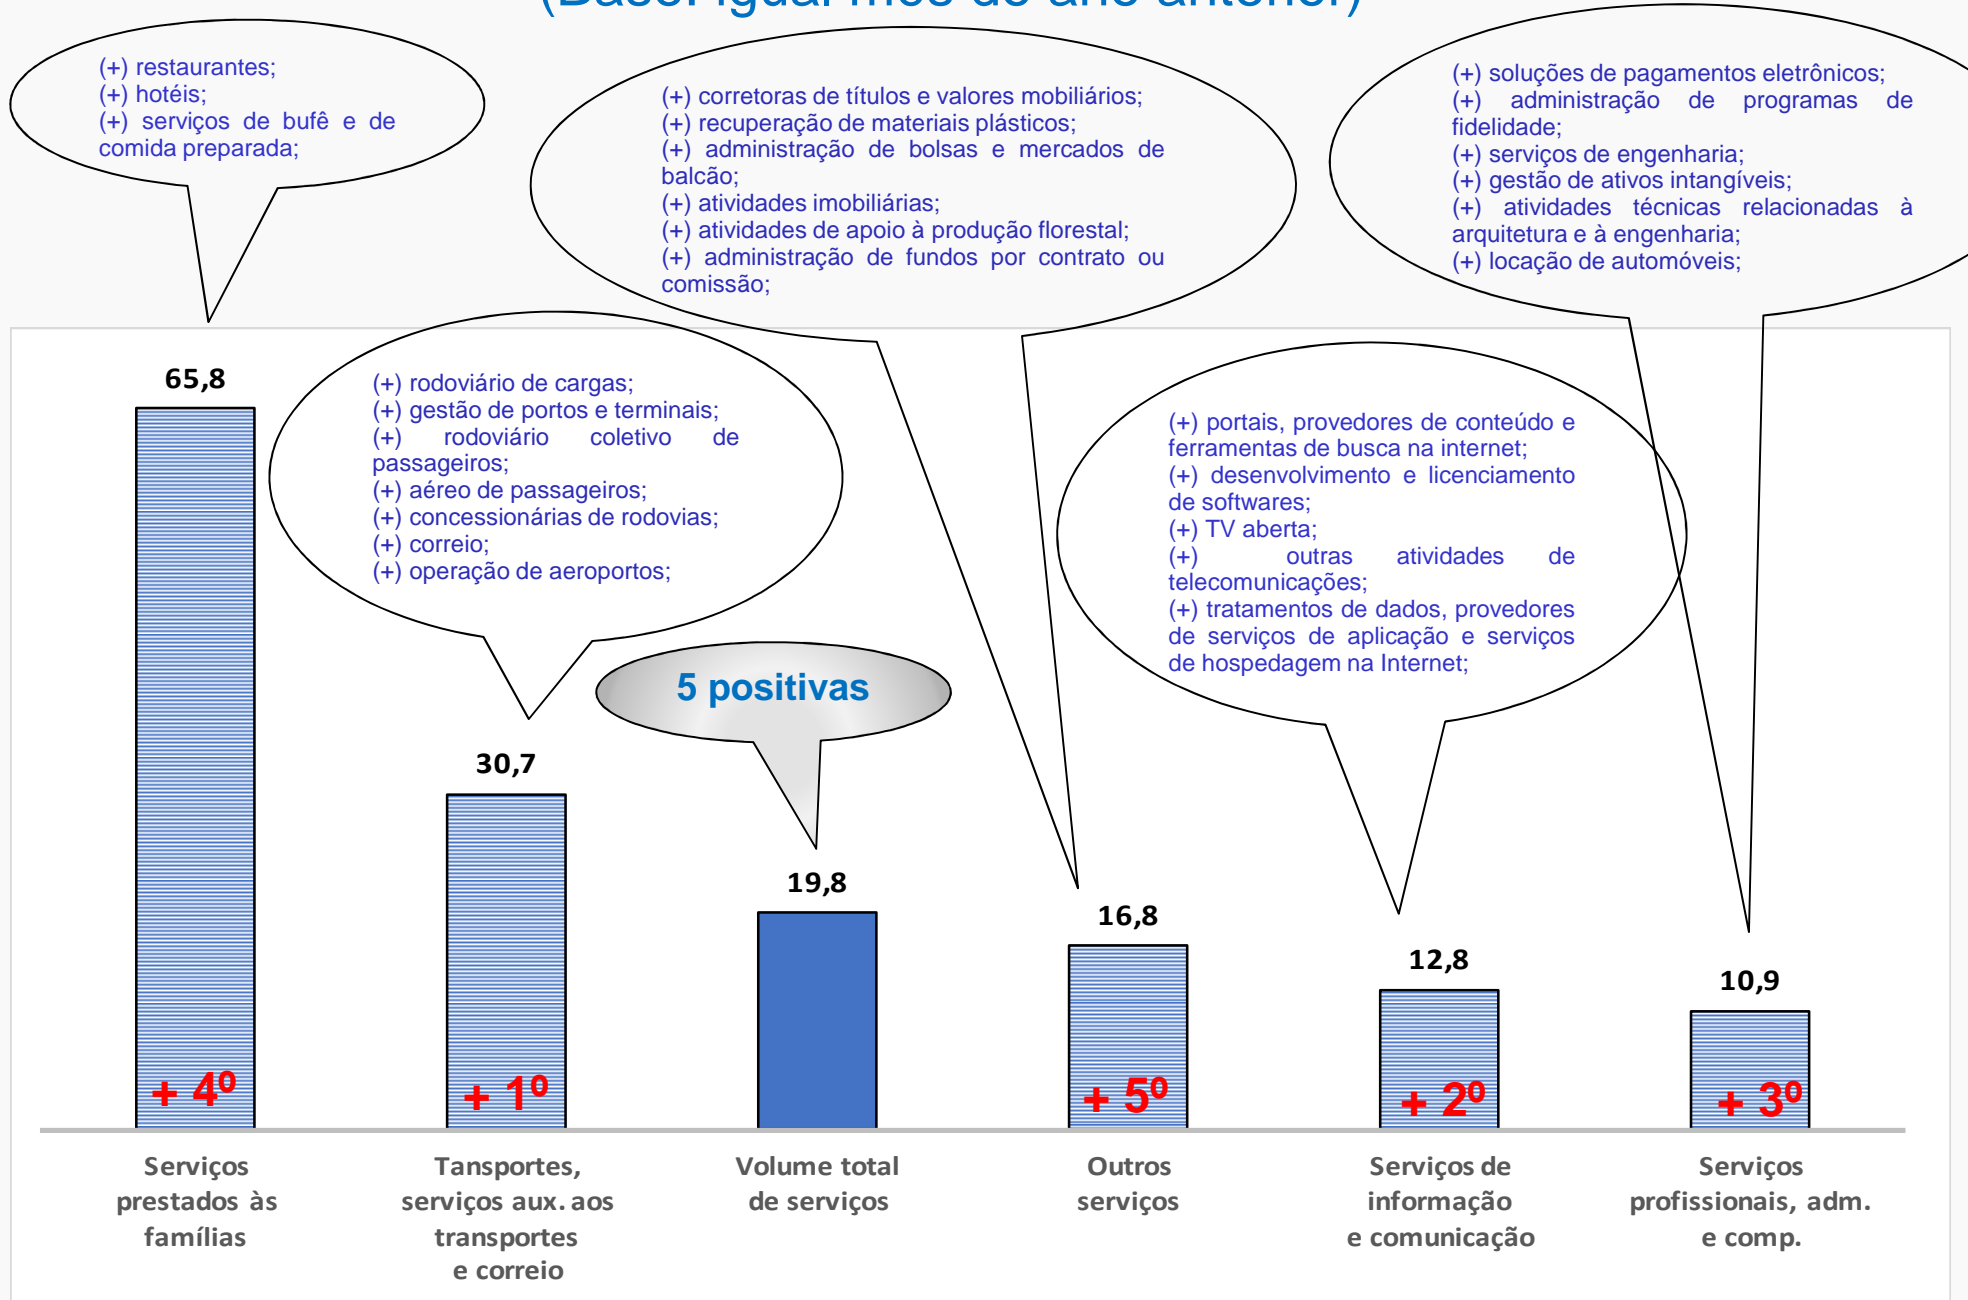 (Base: igual mês do ano anterior)
(+) restaurantes;
(+) hotéis;
(+) serviços de bufê e de
comida preparada;
(+) corretoras de títulos e valores mobiliários;
(+) recuperação de materiais plásticos;
(+) administração de bolsas e mercados de
balcão;
(+) atividades imobiliárias;
(+) atividades de apoio à produção florestal;
(+) administração de fundos por contrato ou
comissão;
(+) soluções de pagamentos eletrônicos;
(+) administração de programas de
fidelidade;
(+) serviços de engenharia;
(+) gestão de ativos intangíveis;
(+) atividades técnicas relacionadas à
arquitetura e à engenharia;
(+) locação de automóveis;
65,8
(+) rodoviário de cargas;
(+) gestão de portos e terminais;
(+) rodoviário coletivo de
passageiros;
(+) aéreo de passageiros;
(+) concessionárias de rodovias;
(+) correio;
(+) operação de aeroportos;
(+) portais, provedores de conteúdo e
ferramentas de busca na internet;
(+) desenvolvimento e licenciamento
de softwares;
(+) TV aberta;
(+) outras atividades de
telecomunicações;
(+) tratamentos de dados, provedores
de serviços de aplicação e serviços
de hospedagem na Internet;
5 positivas
30,7
19,8
16,8
12,8
10,9
+ 4º
+ 1º
+ 5º
+ 2º
+ 3º
Serviços
prestados às
famílias
Tansportes,
serviços aux. aos
transportes
e correio
Volume total
de serviços
Outros
serviços
Serviços de
informação
e comunicação
Serviços
profissionais, adm.
e comp.